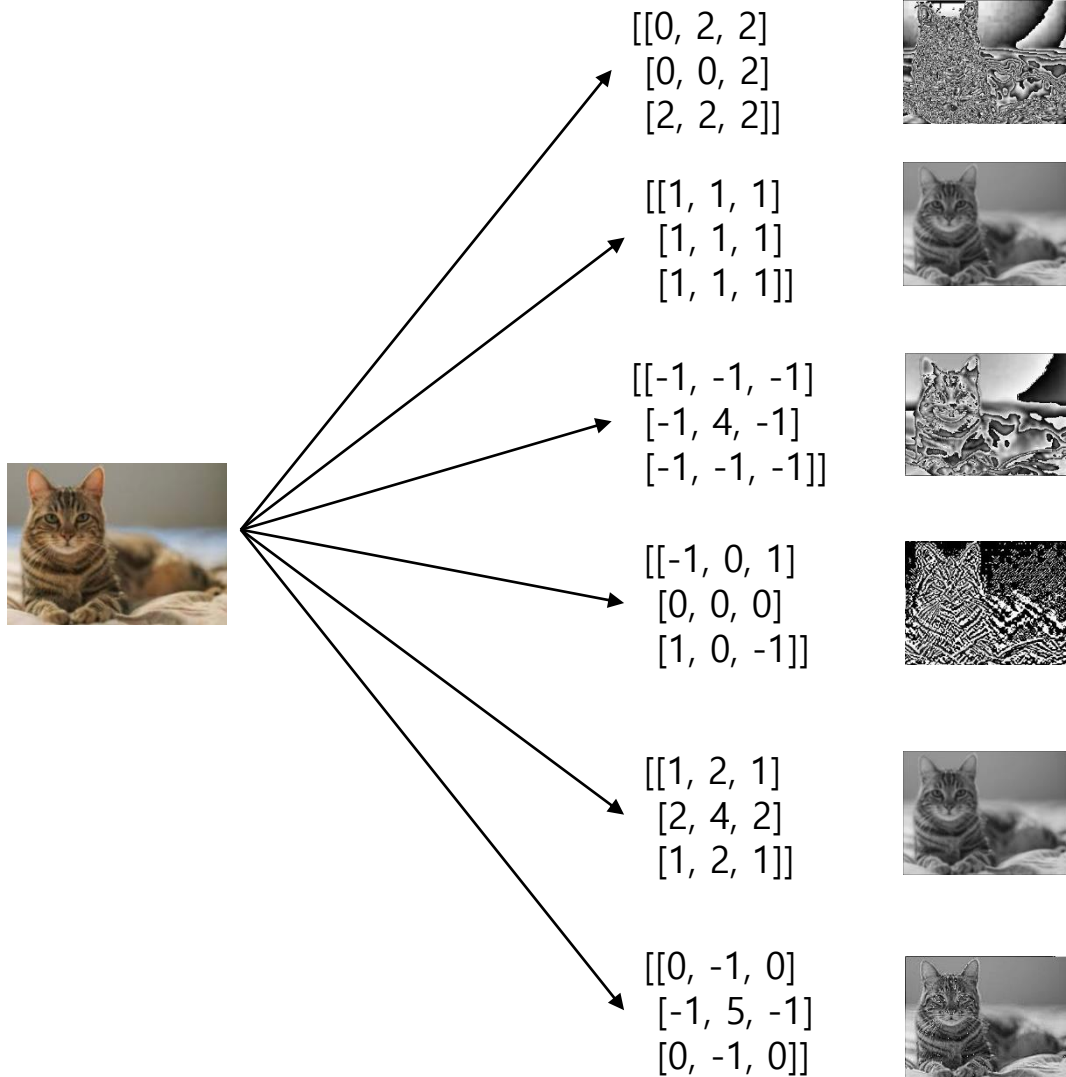 [[0, 2, 2]
[0, 0, 2]
[2, 2, 2]]
[[1, 1, 1]
[1, 1, 1]
[1, 1, 1]]
[[-1, -1, -1]
[-1, 4, -1]
[-1, -1, -1]]
[[-1, 0, 1]
[0, 0, 0]
[1, 0, -1]]
[[1, 2, 1]
[2, 4, 2]
[1, 2, 1]]
[[0, -1, 0]
[-1, 5, -1]
[0, -1, 0]]